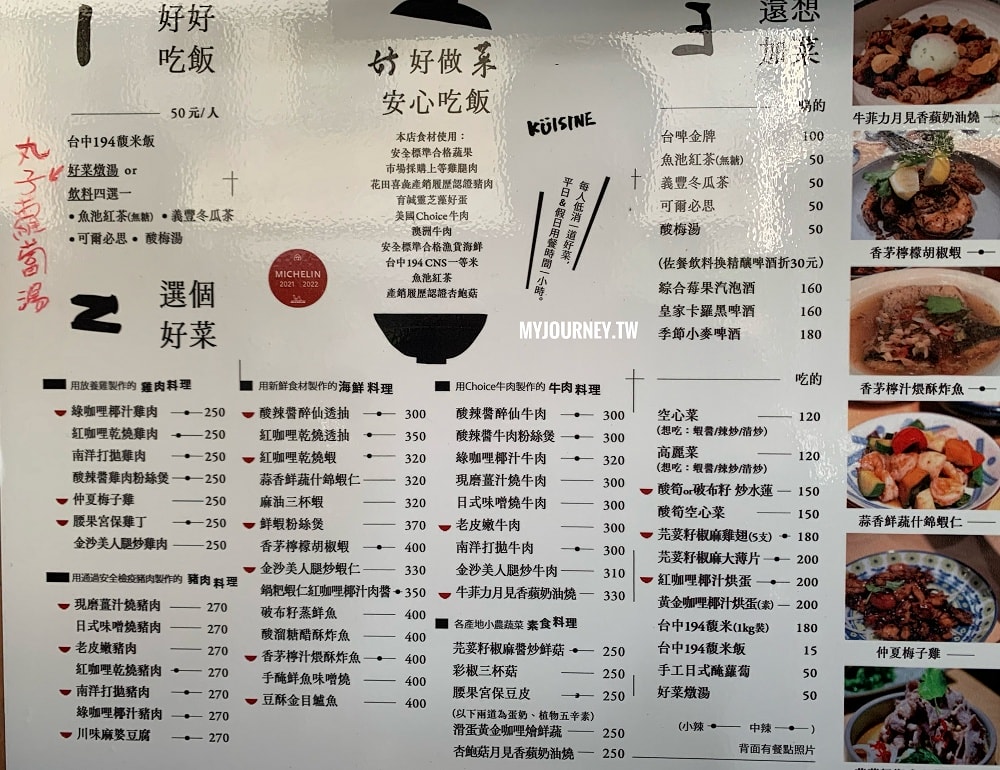 1
好好
吃飯
50元/人
台中194馥米飯
好菜燉湯 or
飲料四選一
•魚池紅茶(無糖) •義豐冬瓜茶
•可爾必思 •酸梅湯
丸子蘿蔔湯
MICHELIN
2021 2022
2
選個
好菜
好做菜
安心吃飯
本店食材使用：
安全標準合格蔬果
市場採購上等雞腿肉
花田喜彘產銷履歷認證豬肉
育誠靈芝藻好蛋
美國Choice牛肉
澳洲牛肉
安全標準合格漁貨海鮮
台中194 CNS一等米
魚池紅茶
產銷履歷認證杏鮑菇
KÜISINE
每人低消一道好菜，
平日&假日用餐時間一小時。
MYJOURNEY.TW
3
還想
加菜
喝的
台啤金牌 100
魚池紅茶(無糖) 50
義豐冬瓜茶 50
可爾必思 50
酸梅湯 50
(佐餐飲料換精釀啤酒折30元)
綜合莓果汽泡酒 160
皇家卡羅黑啤酒 160
季節小麥啤酒 180
用放養雞製作的 雞肉料理
綠咖哩椰汁雞肉 250
紅咖哩乾燒雞肉 250
南洋打拋雞肉 250
酸辣醬雞肉粉絲煲 250
仲夏梅子雞 250
腰果宮保雞丁 250
金沙美人腿炒雞肉 250
用通過安全檢疫豬肉製作的 豬肉料理
現磨薑汁燒豬肉 270
日式味噌燒豬肉 270
老皮嫩豬肉 270
紅咖哩乾燒豬肉 270
南洋打拋豬肉 270
綠咖哩椰汁豬肉 270
川味麻婆豆腐 270
用新鮮食材製作的 海鮮料理
酸辣醬醉仙透抽 300
紅咖哩乾燒透抽 350
紅咖哩乾燒蝦 320
蒜香鮮蔬什錦蝦仁 320
麻油三杯蝦 320
鮮蝦粉絲煲 370
香茅檸檬胡椒蝦 400
金沙美人腿炒蝦仁 330
鍋粑蝦仁紅咖哩椰汁肉醬 350
破布籽蒸鮮魚 400
酸溜糖醋酥炸魚 400
香茅檸汁煨酥炸魚 400
手醃鮮魚味噌燒 400
豆酥金目鱸魚 400
用Choice牛肉製作的 牛肉料理
酸辣醬醉仙牛肉 300
酸辣醬牛肉粉絲煲 300
綠咖哩椰汁牛肉 300
現磨薑汁燒牛肉 300
日式味噌燒牛肉 300
老皮嫩牛肉 300
南洋打拋牛肉 300
金沙美人腿炒牛肉 310
牛菲力月見香蘋奶油燒 330
各產地小農蔬菜 素食料理
芫荽籽椒麻醬炒鮮菇 250
彩椒三杯菇 250
腰果宮保豆皮 250
(以下兩道為蛋奶、植物五辛素)
滑蛋黃金咖哩燴鮮蔬 250
杏鮑菇月見香蘋奶油燒 250
吃的
空心菜 120
(想吃：蝦醬/辣炒/清炒)
高麗菜 120
(想吃：蝦醬/辣炒/清炒)
酸筍or破布籽 炒水蓮 150
酸筍空心菜 150
芫荽籽椒麻雞翅(5支) 180
芫荽籽椒麻大薄片 200
紅咖哩椰汁烘蛋 200
黃金咖哩椰汁烘蛋(素) 200
台中194馥米(1kg裝) 180
台中194馥米飯 15
手工日式醃蘿蔔 50
好菜燉湯 50
(小辣 中辣 )
背面有餐點照片
牛菲力月見香蘋奶油燒
香茅檸檬胡椒蝦
香茅檸汁煨酥炸魚
蒜香鮮蔬什錦蝦仁
仲夏梅子雞